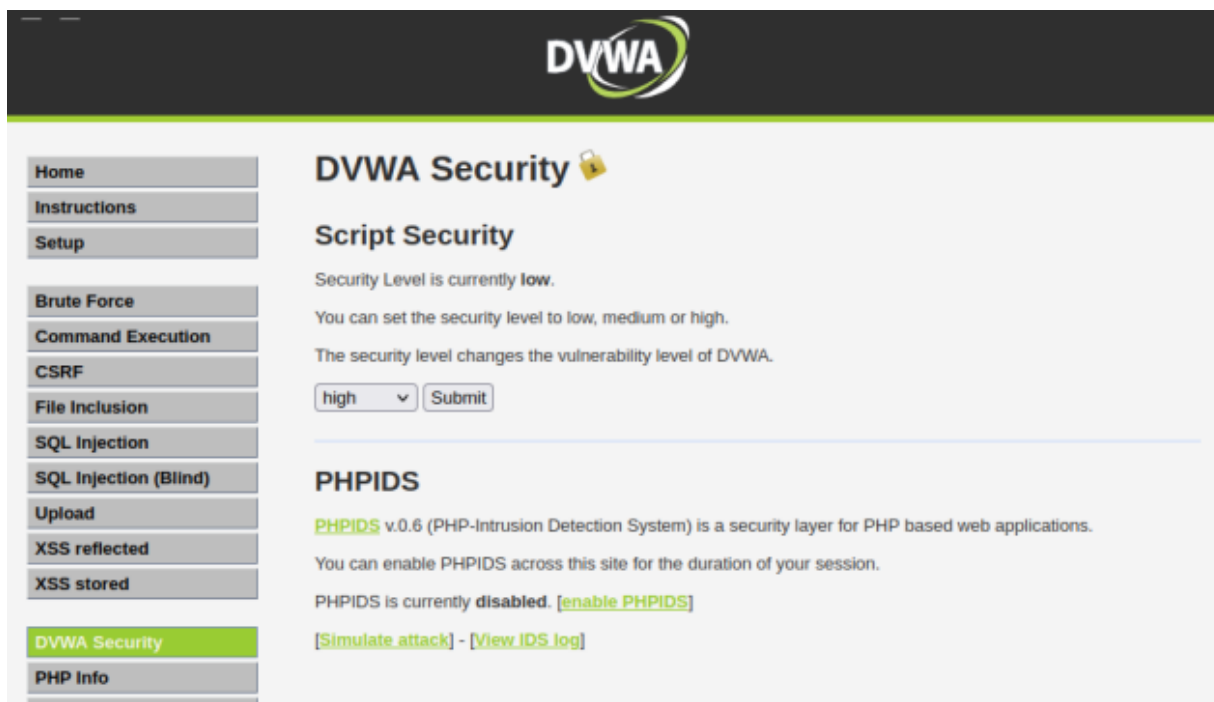 DVWA
Home
Instructions
Setup
Brute Force
Command Execution
CSRF
File Inclusion
SQL Injection
SQL Injection (Blind)
Upload
XSS reflected
XSS stored
DVWA Security
PHP Info
DVWA Security
Script Security
Security Level is currently low.
You can set the security level to low, medium or high.
The security level changes the vulnerability level of DVWA.
high Submit
PHPIDS
PHPIDS v.0.6 (PHP-Intrusion Detection System) is a security layer for PHP based web applications.
You can enable PHPIDS across this site for the duration of your session.
PHPIDS is currently disabled. [enable PHPIDS]
[Simulate attack] - [View IDS log]